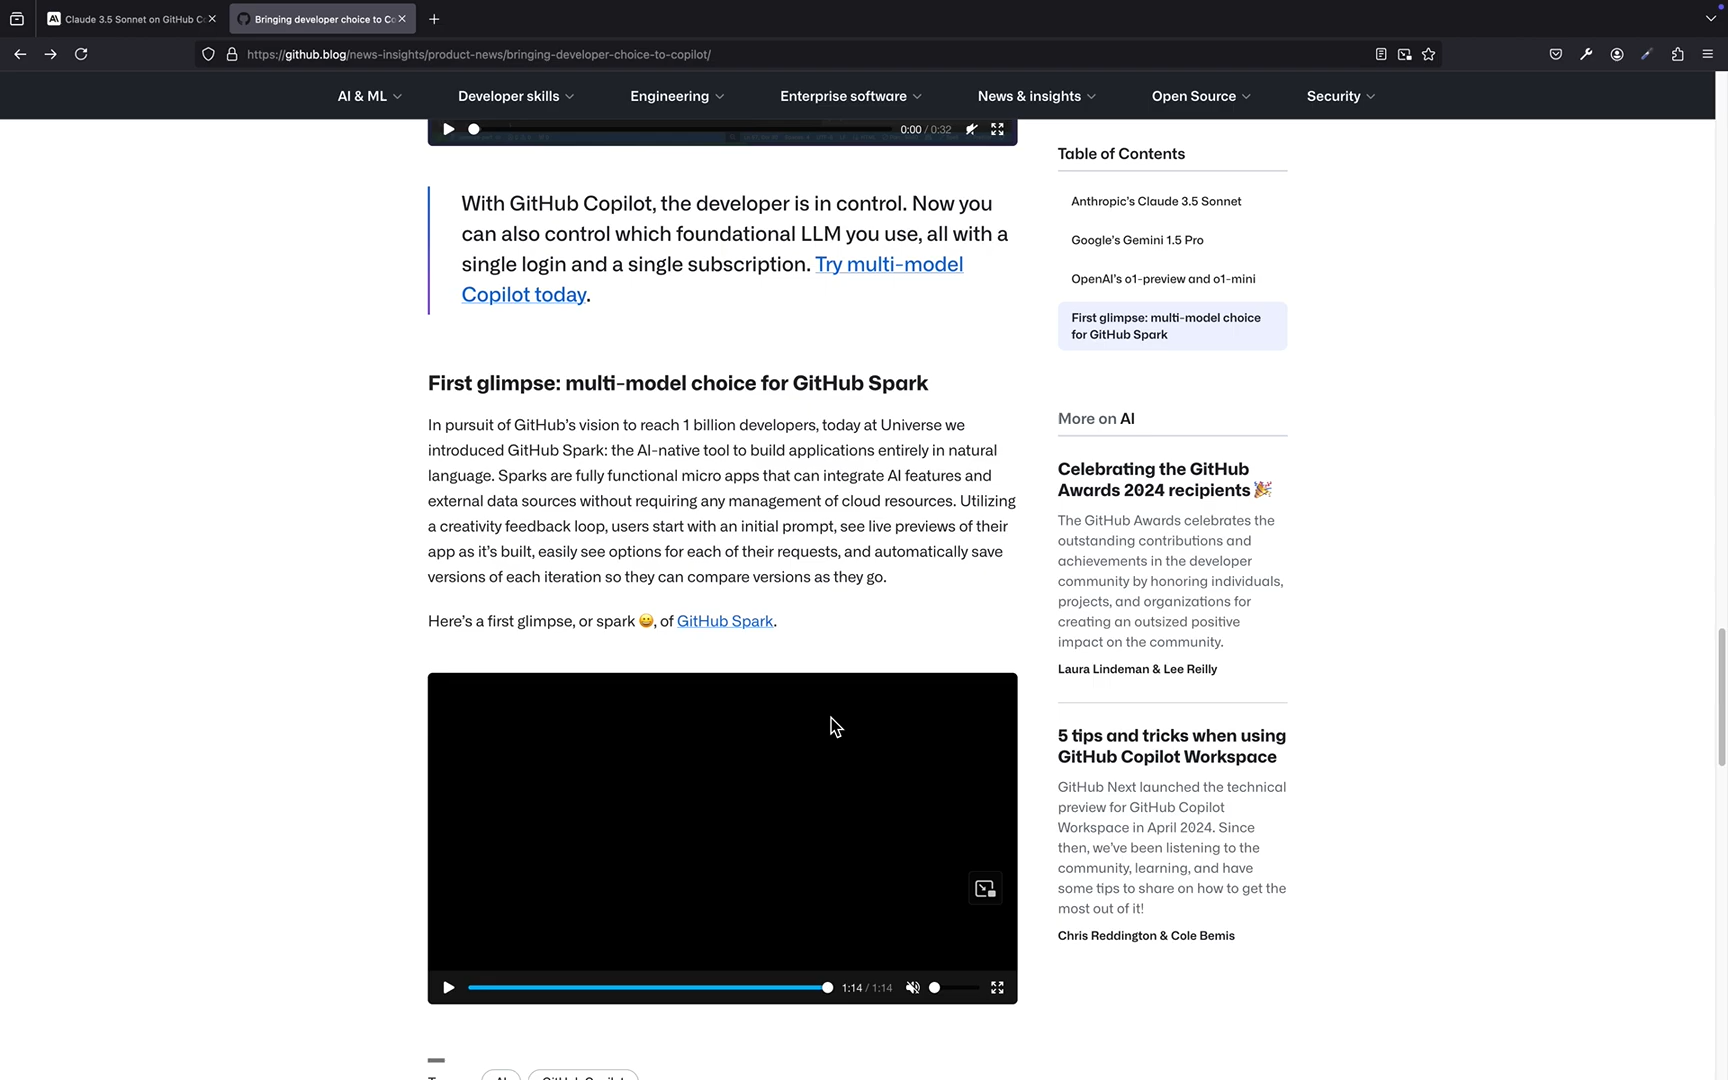 Claude 3.5 Sonnet on GitHub Co
Bringing developer choice to Co
https://github.blog/news-insights/product-news/bringing-developer-choice-to-copilot/
AI & ML
Developer skills
Engineering
Enterprise software
News & insights
Open Source
Security
0:00 / 0:32
With GitHub Copilot, the developer is in control. Now you
can also control which foundational LLM you use, all with a
single login and a single subscription. Try multi-model
Copilot today.
First glimpse: multi-model choice for GitHub Spark
In pursuit of GitHub's vision to reach 1 billion developers, today at Universe we
introduced GitHub Spark: the AI-native tool to build applications entirely in natural
language. Sparks are fully functional micro apps that can integrate AI features and
external data sources without requiring any management of cloud resources. Utilizing
a creativity feedback loop, users start with an initial prompt, see live previews of their
app as it's built, easily see options for each of their requests, and automatically save
versions of each iteration so they can compare versions as they go.
Here's a first glimpse, or spark 😀, of GitHub Spark.
1:14 / 1:14
Table of Contents
Anthropic's Claude 3.5 Sonnet
Google's Gemini 1.5 Pro
OpenAI's o1-preview and o1-mini
First glimpse: multi-model choice
for GitHub Spark
More on AI
Celebrating the GitHub
Awards 2024 recipients 🎉
The GitHub Awards celebrates the
outstanding contributions and
achievements in the developer
community by honoring individuals,
projects, and organizations for
creating an outsized positive
impact on the community.
Laura Lindeman & Lee Reilly
5 tips and tricks when using
GitHub Copilot Workspace
GitHub Next launched the technical
preview for GitHub Copilot
Workspace in April 2024. Since
then, we've been listening to the
community, learning, and have
some tips to share on how to get the
most out of it!
Chris Reddington & Cole Bemis